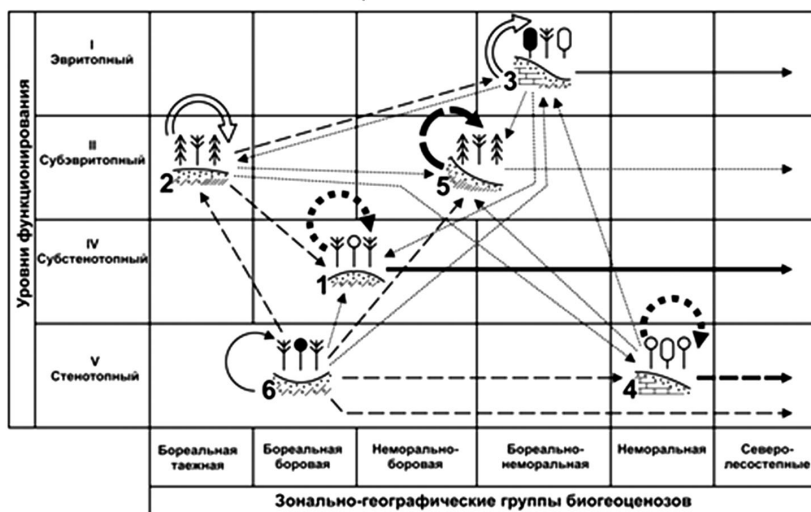 Уровни функционирования
I
Эвритопный
3
II
Субэвритопный
2
5
IV
Субстенотопный
1
V
Стенотопный
6
4
Бореальная
таежная
Бореальная
боровая
Неморально-
боровая
Бореально-
неморальная
Неморальная
Северо-
лесостепные
Зонально-географические группы биогеоценозов